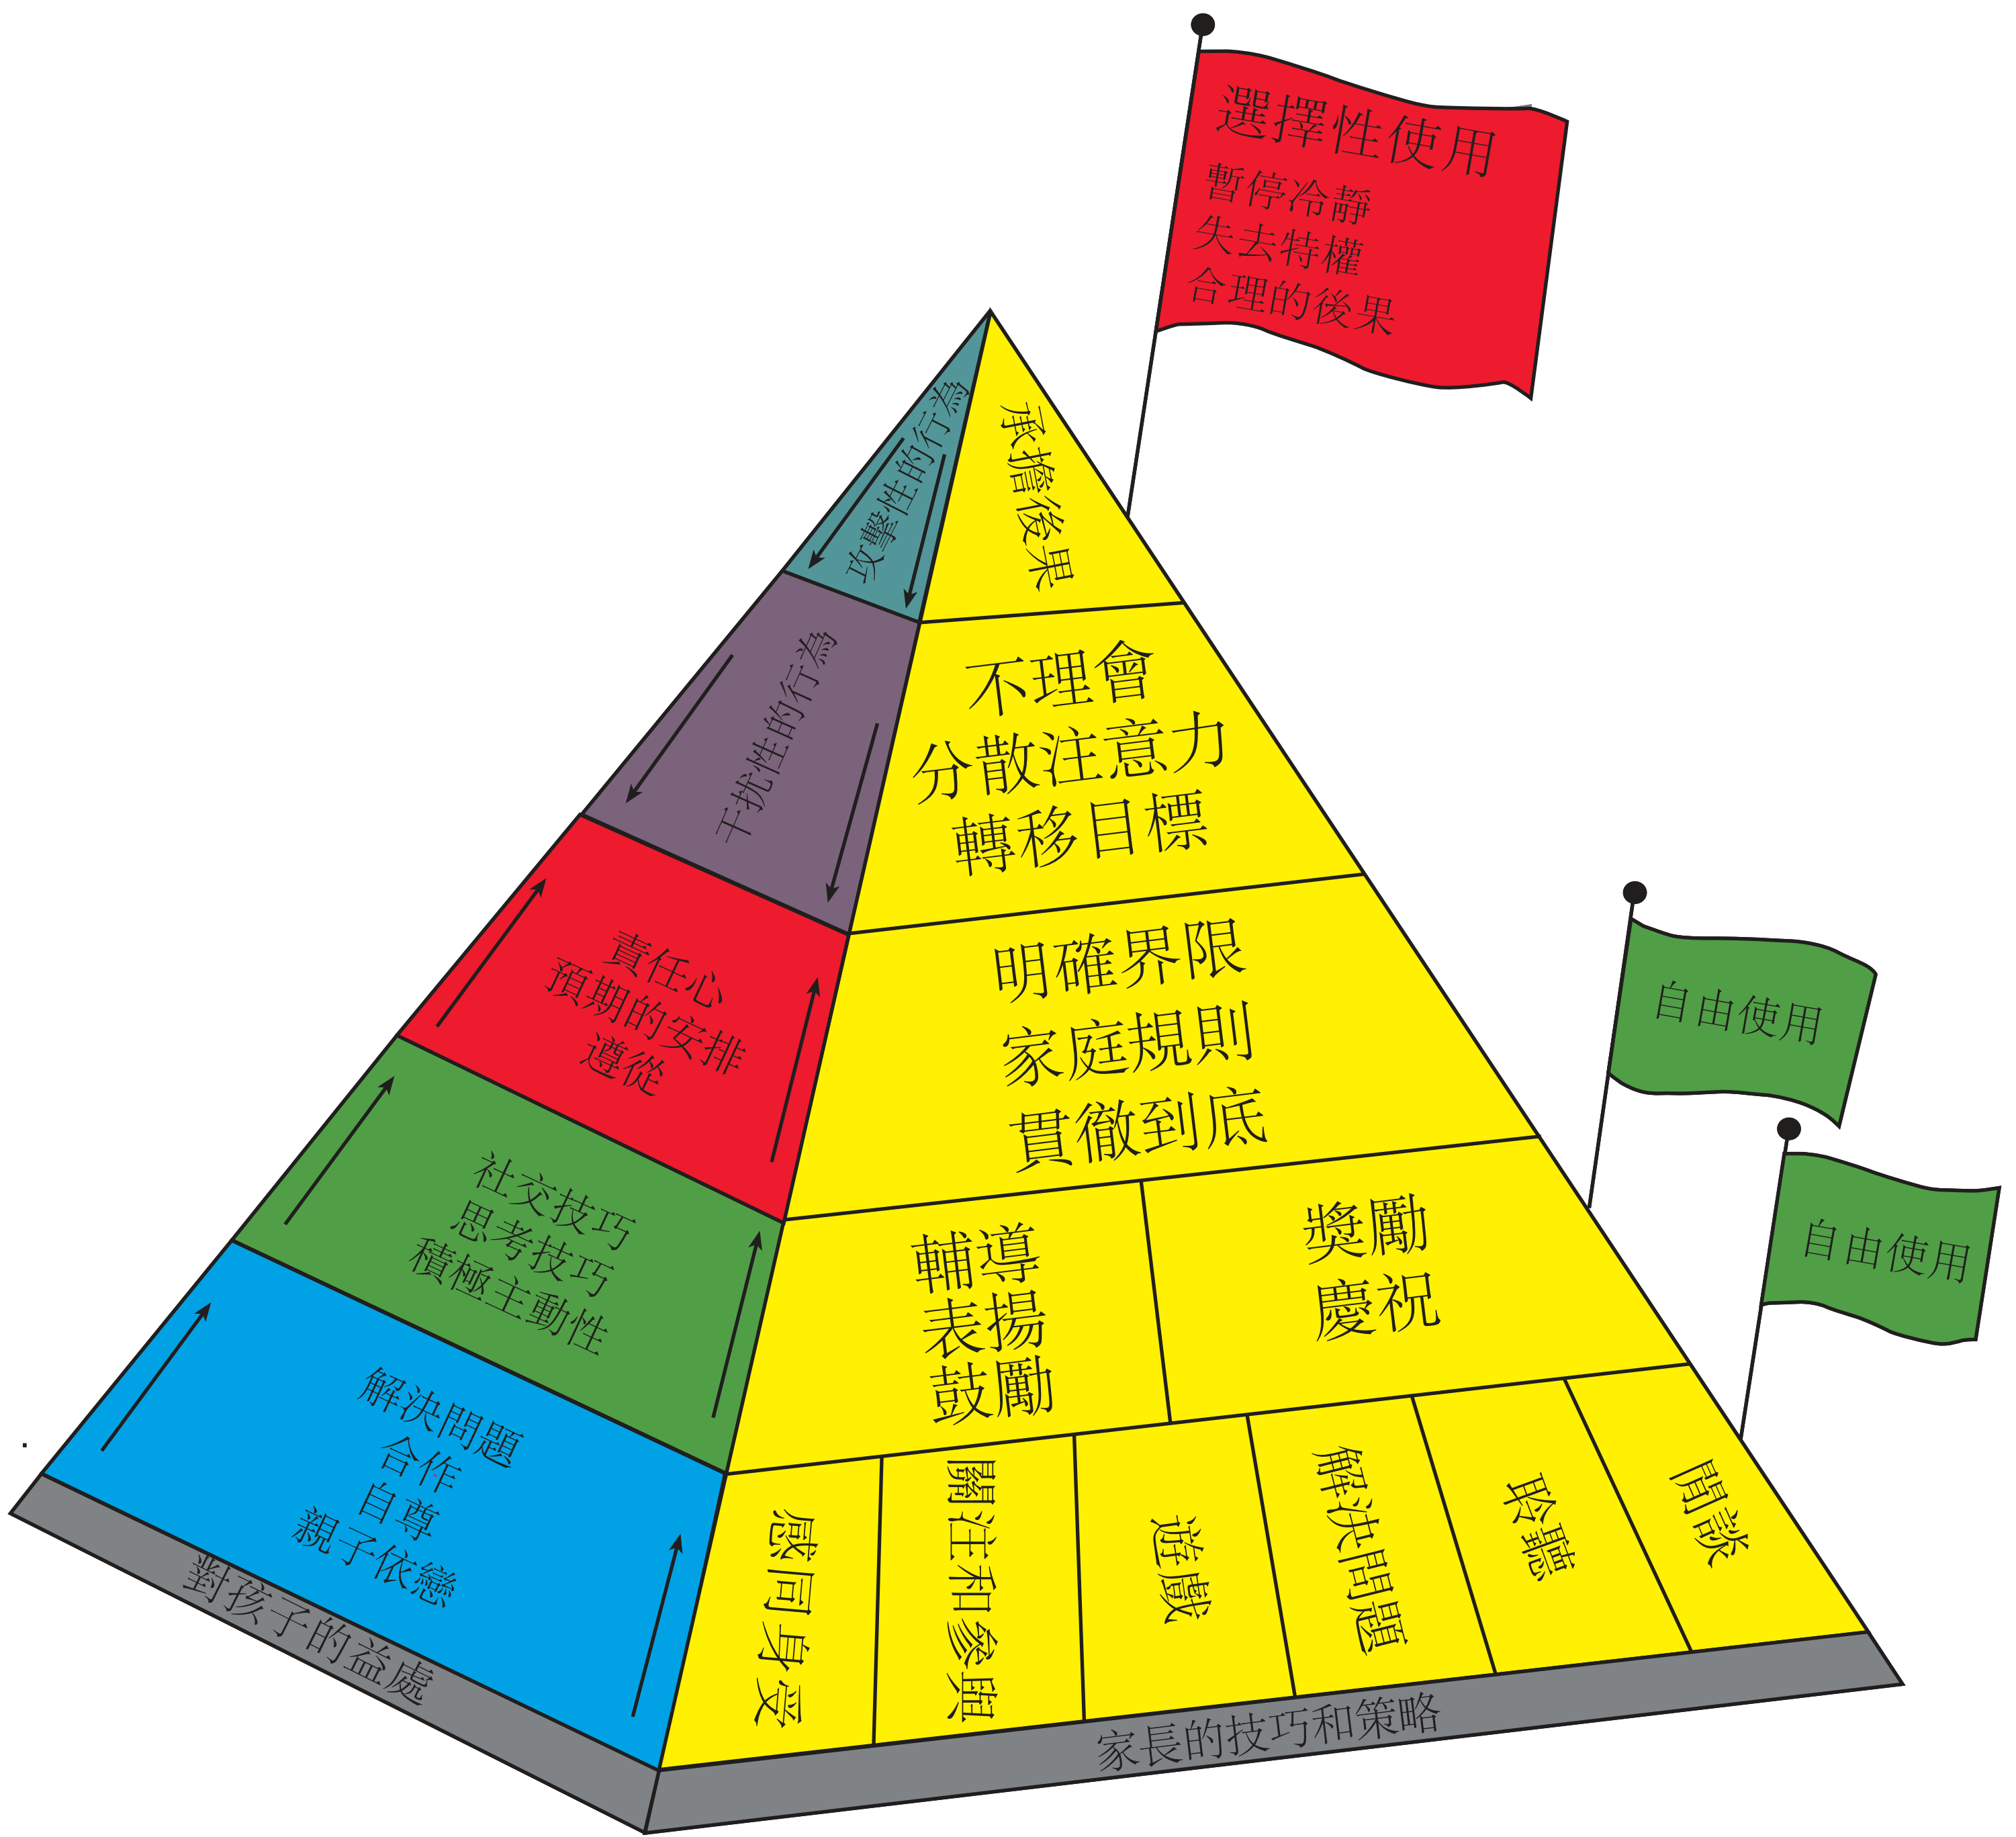 選擇性使用
暫停冷靜
失去特權
合理的後果
攻擊性的行為
承擔後果
干扰性的行為
不理會
分散注意力
轉移目標
責任心
預期的安排
遵從
明確界限
家庭規則
貫徹到底
自由使用
社交技巧
思考技巧
積極主動性
輔導
表揚
鼓勵
獎勵
慶祝
自由使用
解決問題
合作
自尊
親子依戀
感同身受
關注和參與
遊戲
解決問題
聆聽
閒談
對孩子的益處
家長的技巧和策略